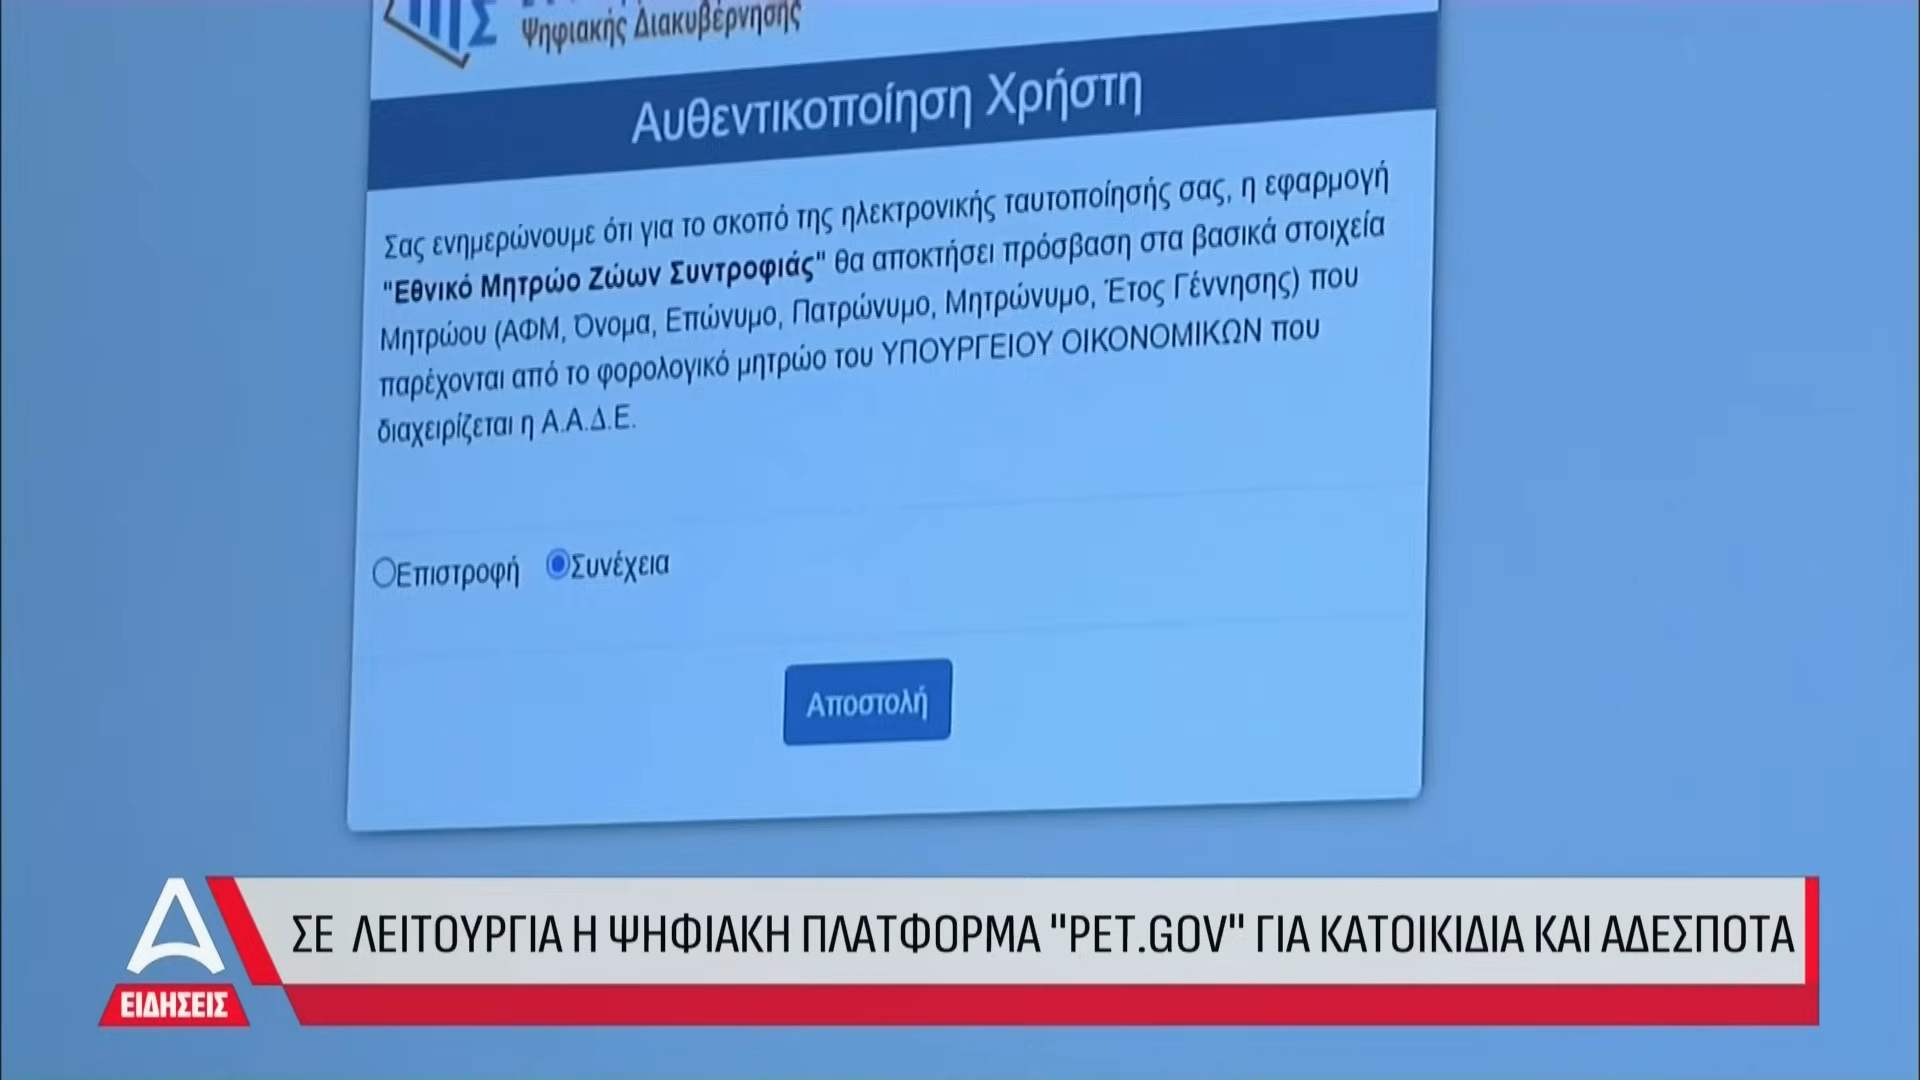 Ψηφιακής Διακυβέρνησης
Αυθεντικοποίηση Χρήστη
Σας ενημερώνουμε ότι για το σκοπό της ηλεκτρονικής ταυτοποίησής σας, η εφαρμογή
"Εθνικό Μητρώο Ζώων Συντροφιάς" θα αποκτήσει πρόσβαση στα βασικά στοιχεία
Μητρώου (ΑΦΜ, Όνομα, Επώνυμο, Πατρώνυμο, Μητρώνυμο, Έτος Γέννησης) που
παρέχονται από το φορολογικό μητρώο του ΥΠΟΥΡΓΕΙΟΥ ΟΙΚΟΝΟΜΙΚΩΝ που
διαχειρίζεται η Α.Α.Δ.Ε.
Επιστροφή Συνέχεια
Αποστολή
ΣΕ ΛΕΙΤΟΥΡΓΙΑ Η ΨΗΦΙΑΚΗ ΠΛΑΤΦΟΡΜΑ "PET.GOV" ΓΙΑ ΚΑΤΟΙΚΙΔΙΑ ΚΑΙ ΑΔΕΣΠΟΤΑ
ΕΙΔΗΣΕΙΣ